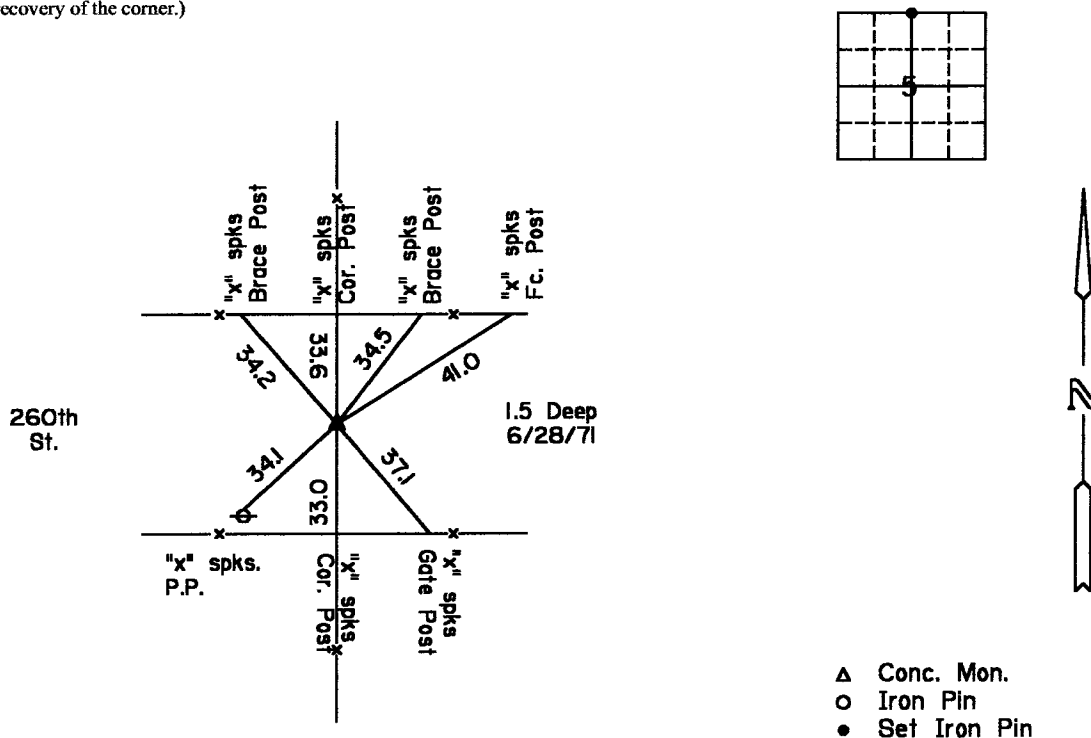 ecovery of the corner.)
5
"x" spks
Brace Post
"x" spks
Cor. Post
"x" spks
Brace Post
"x" spks
Fc. Post
34.2
33.6
34.5
41.0
260th
St.
1.5 Deep
6/28/71
34.1
33.0
37.1
"x" spks.
P.P.
"x" spks
Cor. Post
"x" spks
Gate Post
N
Conc. Mon.
Iron Pin
Set Iron Pin